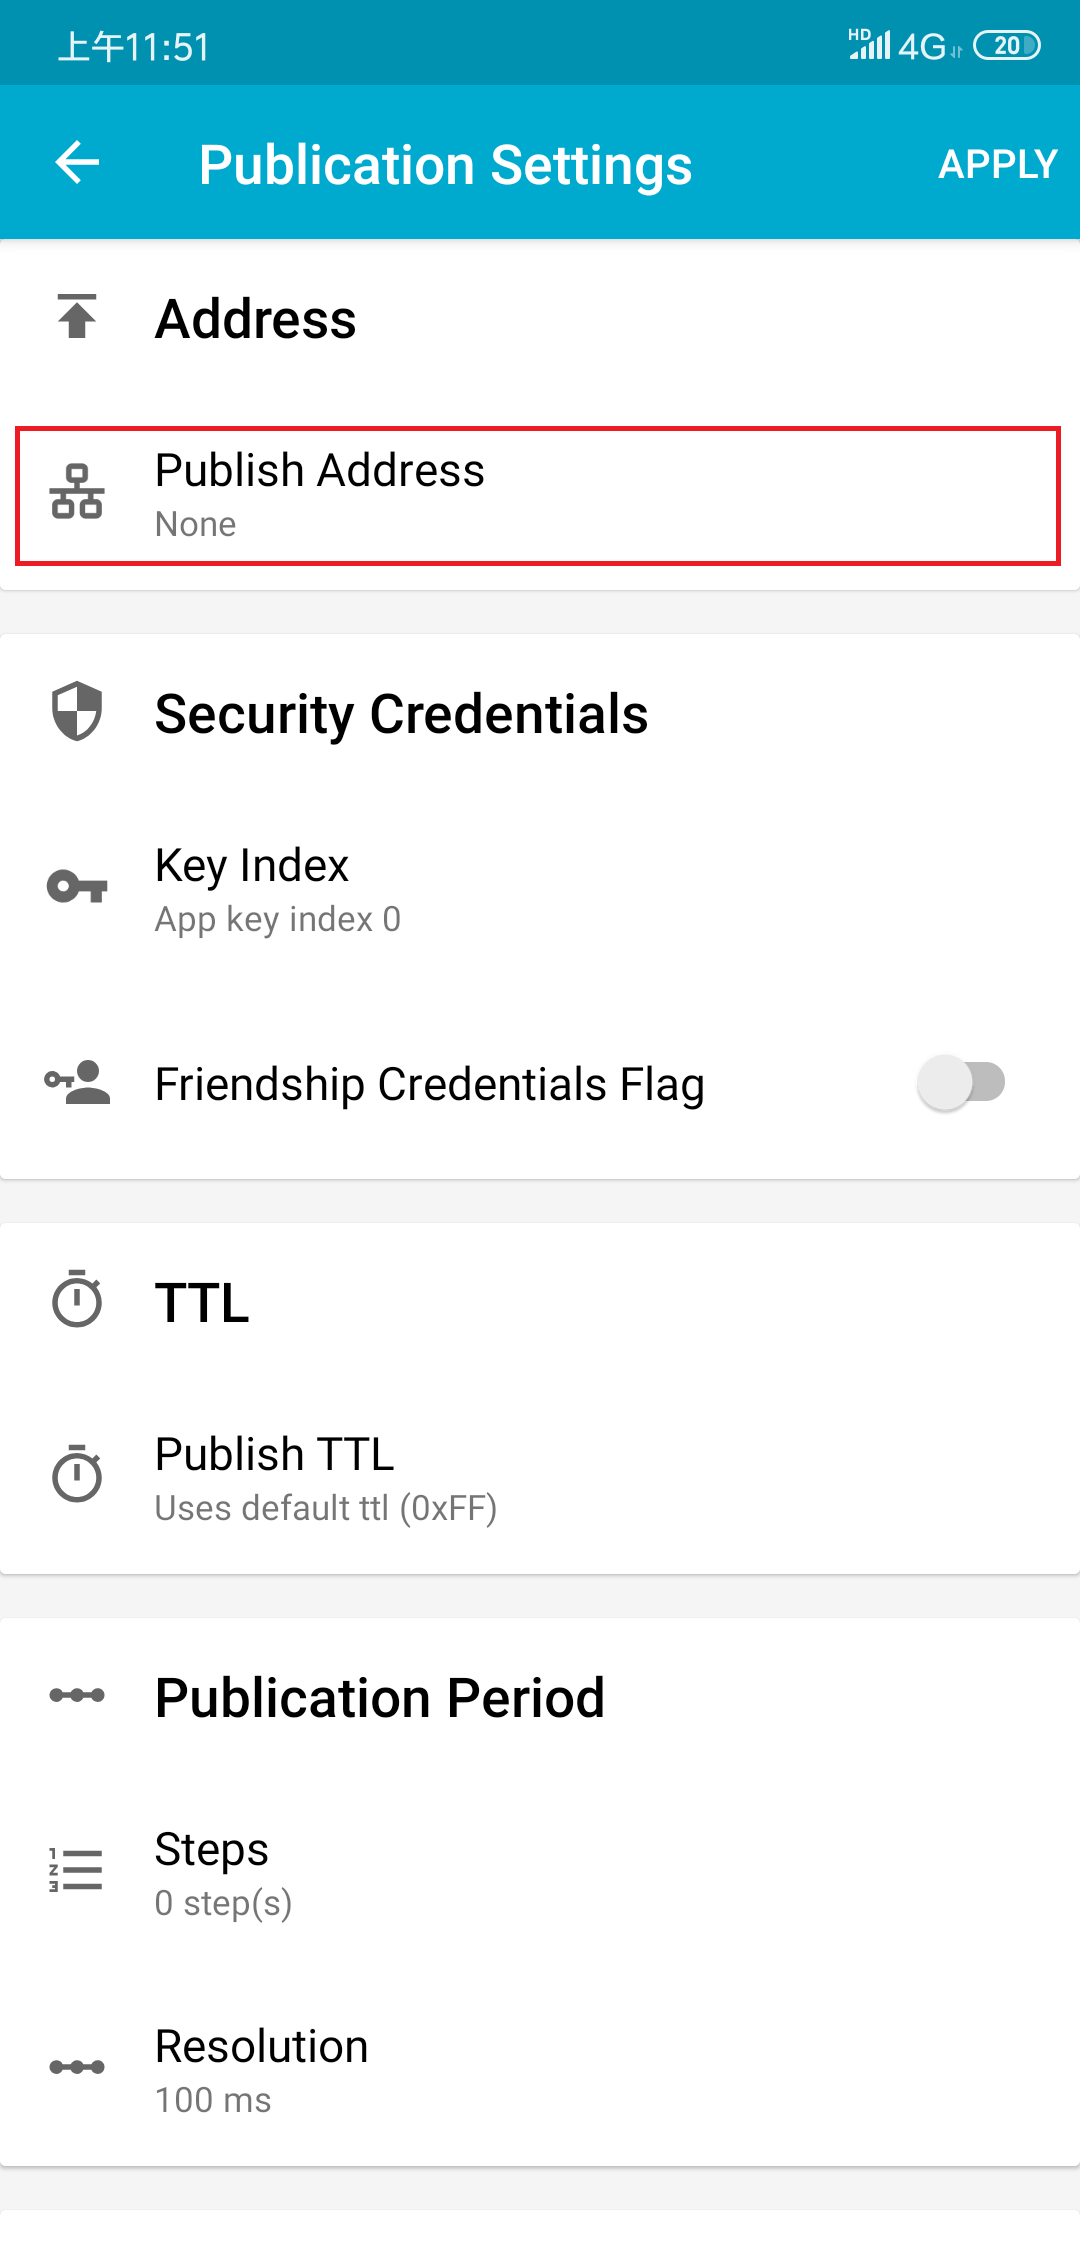 上午11:51
HD 4G 20
Publication Settings
APPLY
Address
Publish Address
None
Security Credentials
Key Index
App key index 0
Friendship Credentials Flag
TTL
Publish TTL
Uses default ttl (0xFF)
Publication Period
Steps
0 step(s)
Resolution
100 ms